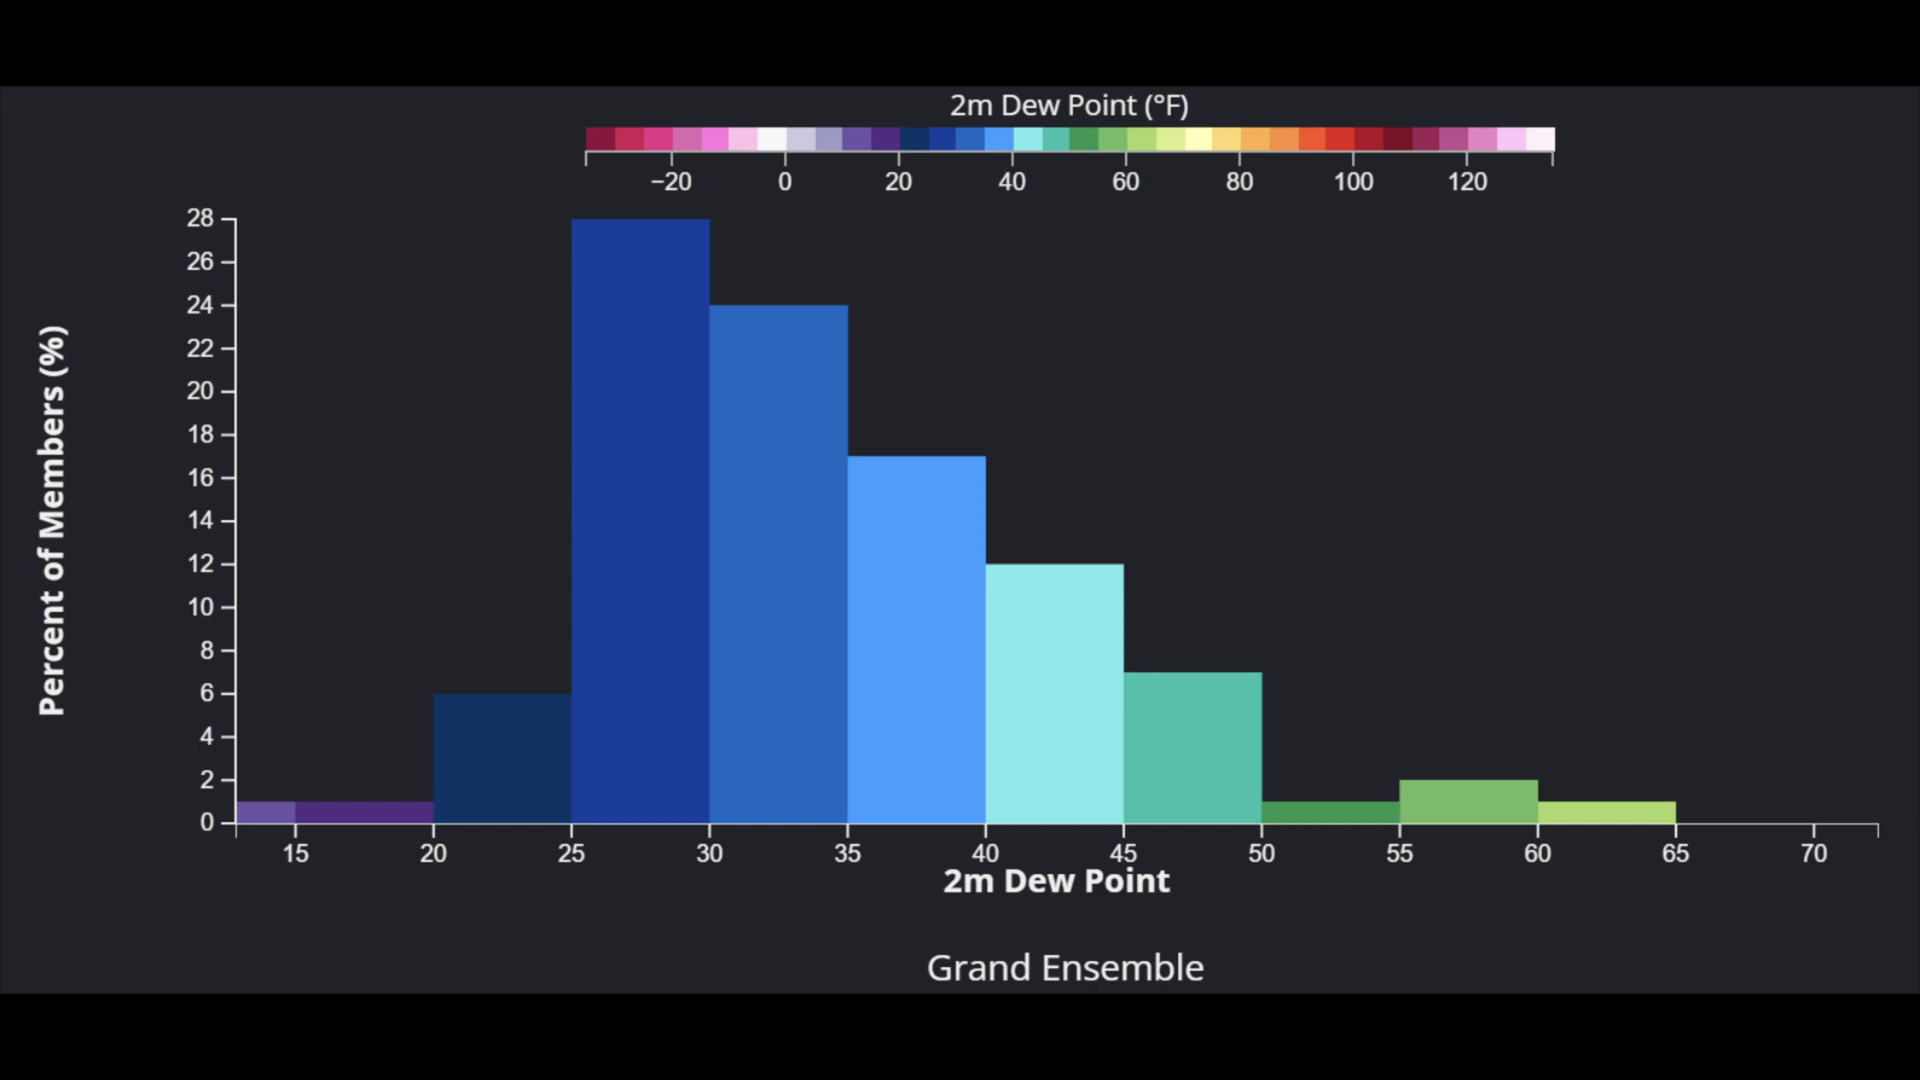 2m Dew Point (°F)
−20 0 20 40 60 80 100 120
Percent of Members (%)
28
26
24
22
20
18
16
14
12
10
8
6
4
2
0
15 20 25 30 35 40 45 50 55 60 65 70
2m Dew Point
Grand Ensemble